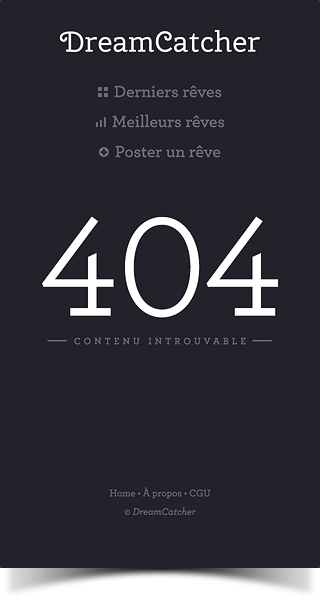 DreamCatcher
Derniers rêves
Meilleurs rêves
Poster un rêve
404
CONTENU INTROUVABLE
Home • À propos • CGU
© DreamCatcher